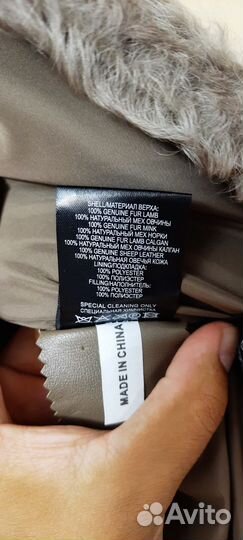 SHELL/МАТЕРИАЛ ВЕРХА:
100% GENUINE FUR LAMB
100% НАТУРАЛЬНЫЙ МЕХ ОВЧИНЫ
100% GENUINE FUR MINK
100% НАТУРАЛЬНЫЙ МЕХ НОРКИ
100% GENUINE FUR LAMB CALGAN
100% НАТУРАЛЬНЫЙ МЕХ ОВЧИНЫ КАЛГАН
100% GENUINE SHEEP LEATHER
100% НАТУРАЛЬНАЯ ОВЕЧЬЯ КОЖА
LINING/ПОДКЛАДКА:
100% POLYESTER
100% ПОЛИЭСТЕР
FILLING/НАПОЛНИТЕЛЬ:
100% POLYESTER
100% ПОЛИЭСТЕР
SPECIAL CLEANING ONLY
СПЕЦИАЛЬНАЯ ХИМЧИСТКА
MADE IN CHINA
Avito